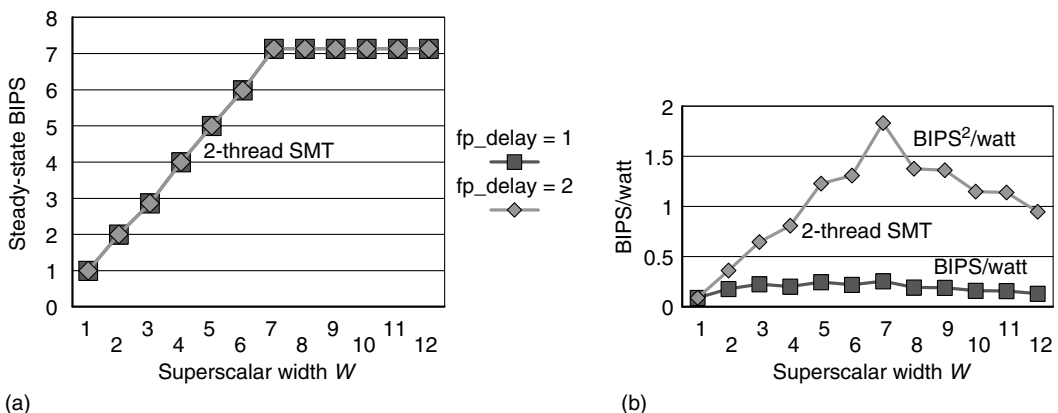 8
7
6
5
4
3
2
1
0
Steady-state BIPS
2-thread SMT
1 3 5 7 9 11
2 4 6 8 10 12
Superscalar width W
(a)
fp_delay = 1
fp_delay = 2
2
1.5
1
0.5
0
BIPS/watt
BIPS²/watt
2-thread SMT
BIPS/watt
1 3 5 7 9 11
2 4 6 8 10 12
Superscalar width W
(b)